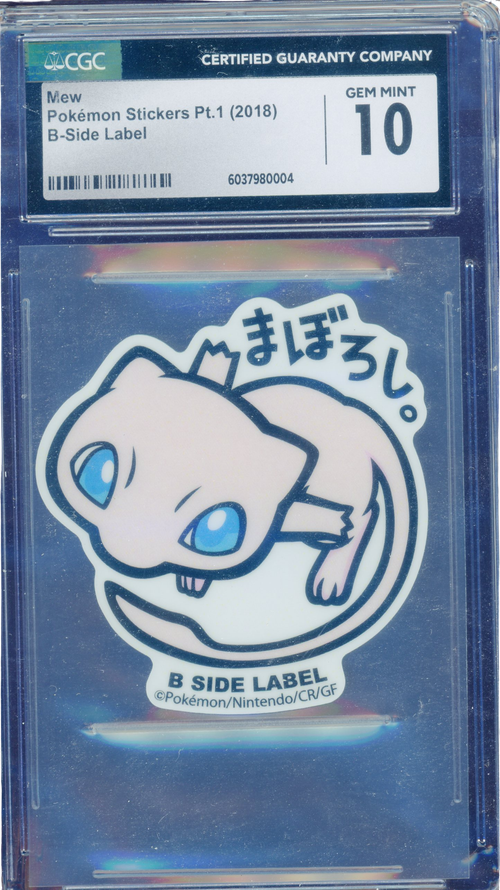 CGC
CERTIFIED GUARANTY COMPANY
Mew
Pokémon Stickers Pt.1 (2018)
B-Side Label
GEM MINT
10
6037980004
まぼろし。
B SIDE LABEL
©Pokémon/Nintendo/CR/GF